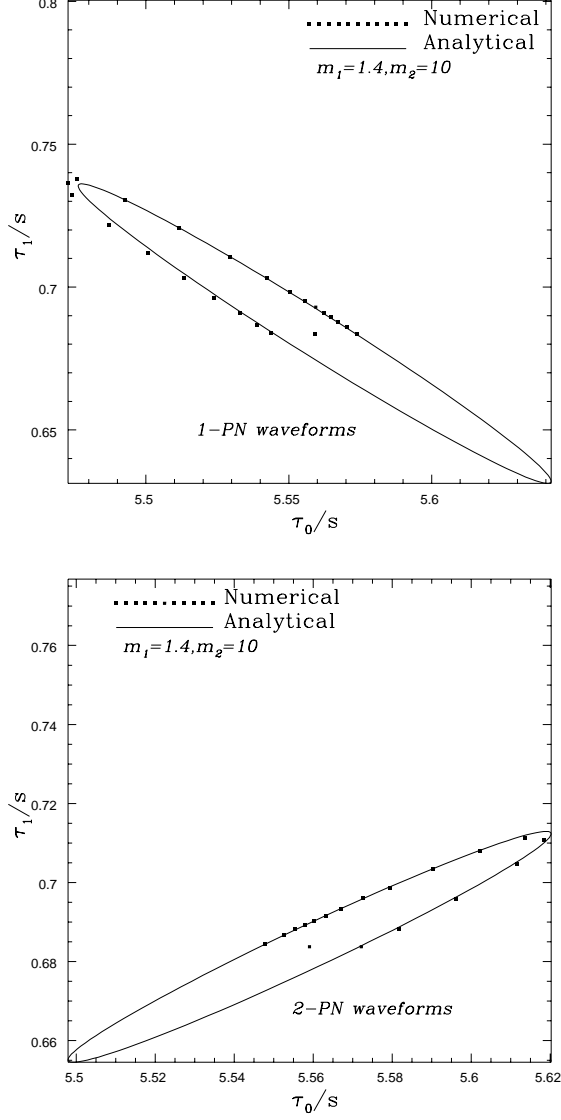 0.8
Numerical
Analytical
m₁=1.4,m₂=10
0.75
τ₁/s
0.7
0.65
1-PN waveforms
5.5
5.55
5.6
τ₀/s
Numerical
Analytical
m₁=1.4,m₂=10
0.76
0.74
0.72
τ₁/s
0.7
0.68
2-PN waveforms
0.66
5.5
5.52
5.54
5.56
5.58
5.6
5.62
τ₀/s